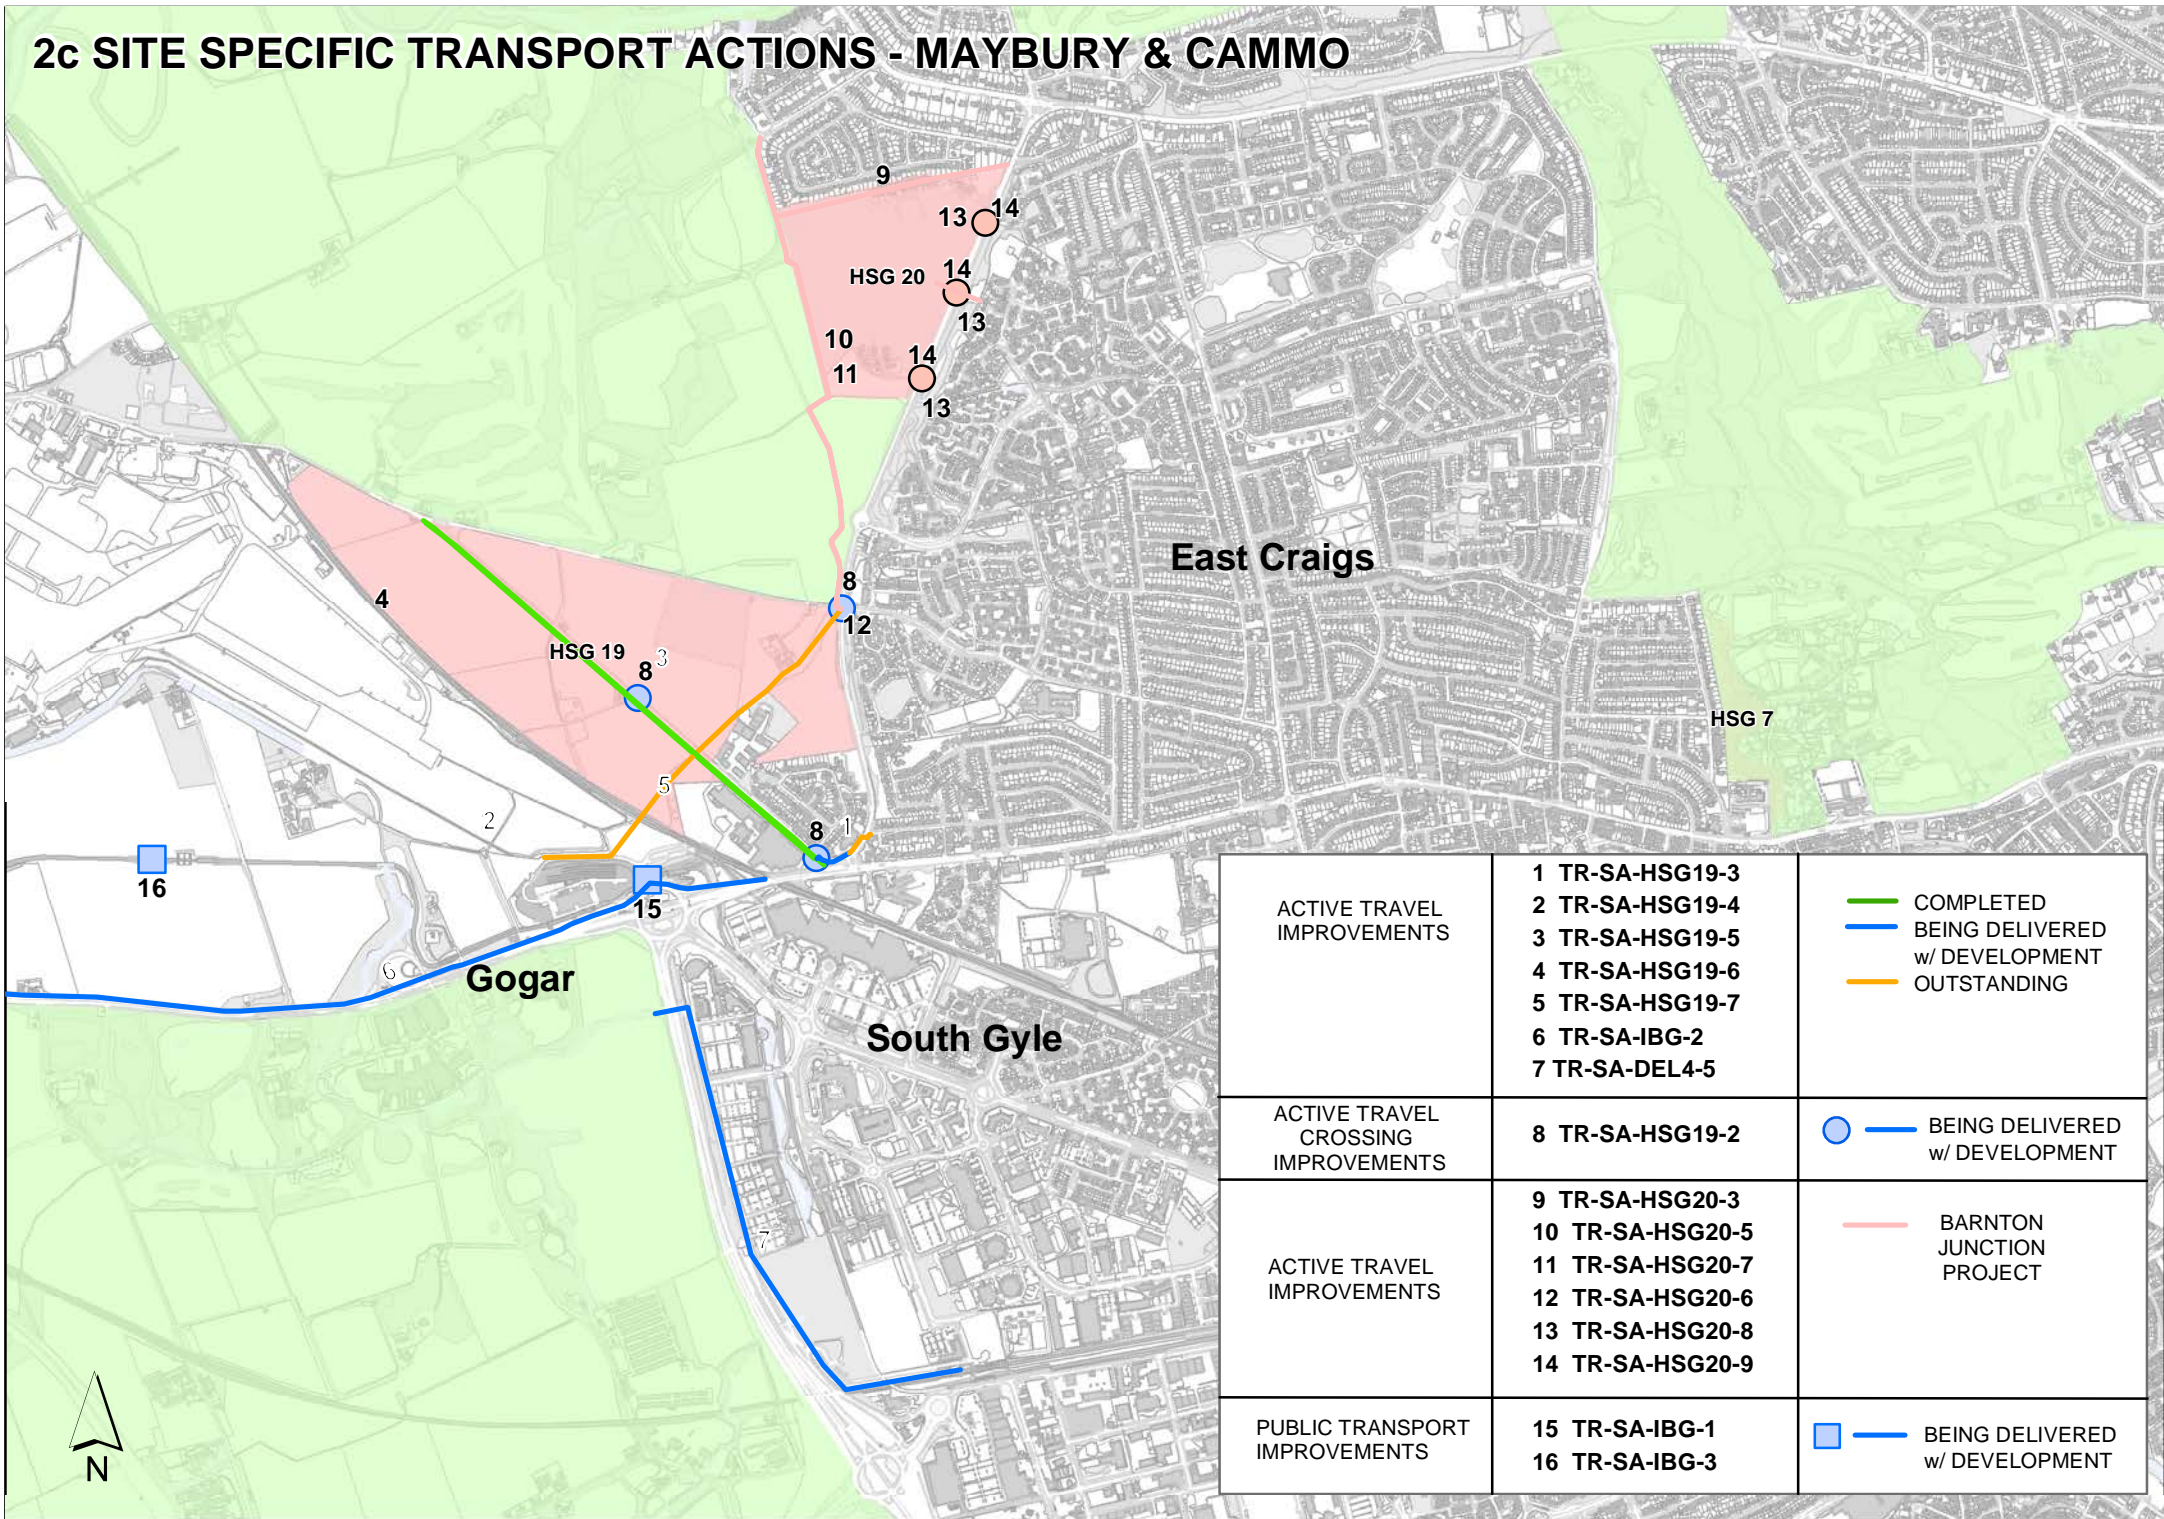 2c SITE SPECIFIC TRANSPORT ACTIONS - MAYBURY & CAMMO
9
13
14
HSG 20
14
13
10
11
14
13
East Craigs
4
8
12
HSG 19
8
3
HSG 7
5
2
8
1
16
15
6
Gogar
South Gyle
7
N
ACTIVE TRAVEL
IMPROVEMENTS
1 TR-SA-HSG19-3
2 TR-SA-HSG19-4
3 TR-SA-HSG19-5
4 TR-SA-HSG19-6
5 TR-SA-HSG19-7
6 TR-SA-IBG-2
7 TR-SA-DEL4-5
COMPLETED
BEING DELIVERED
w/ DEVELOPMENT
OUTSTANDING
ACTIVE TRAVEL
CROSSING
IMPROVEMENTS
8 TR-SA-HSG19-2
BEING DELIVERED
w/ DEVELOPMENT
ACTIVE TRAVEL
IMPROVEMENTS
9 TR-SA-HSG20-3
10 TR-SA-HSG20-5
11 TR-SA-HSG20-7
12 TR-SA-HSG20-6
13 TR-SA-HSG20-8
14 TR-SA-HSG20-9
BARNTON
JUNCTION
PROJECT
PUBLIC TRANSPORT
IMPROVEMENTS
15 TR-SA-IBG-1
16 TR-SA-IBG-3
BEING DELIVERED
w/ DEVELOPMENT